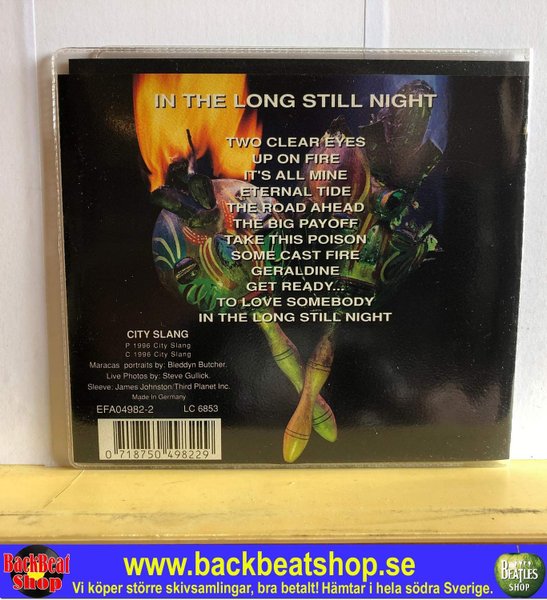 IN THE LONG STILL NIGHT
TWO CLEAR EYES
UP ON FIRE
IT'S ALL MINE
ETERNAL TIDE
THE ROAD AHEAD
THE BIG PAYOFF
TAKE THIS POISON
SOME CAST FIRE
GERALDINE
GET READY...
TO LOVE SOMEBODY
IN THE LONG STILL NIGHT
CITY SLANG
P 1996 City Slang
C 1996 City Slang
Maracas portraits by: Bleddyn Butcher.
Live Photos by: Steve Gullick.
Sleeve: James Johnston/Third Planet Inc.
Made in Germany
EFA04982-2 LC 6853
0 718750 498229
BackBeat
Shop
www.backbeatshop.se
Vi köper större skivsamlingar, bra betalt! Hämtar i hela södra Sverige.
BEATLES
SHOP